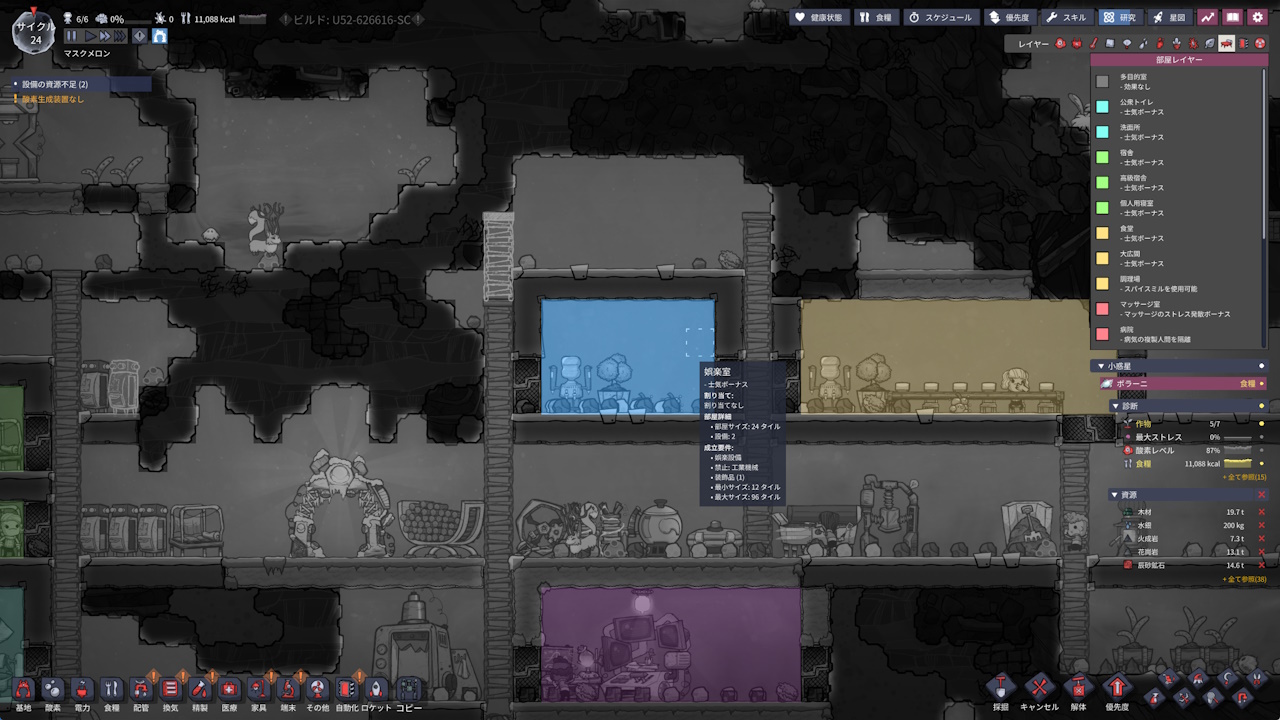 サイクル
24
6/6
0%
0
11,088 kcal
ビルド: U52-626616-SC
マスクメロン
設備の資源不足 (2)
酸素生成装置なし
健康状態
食糧
スケジュール
優先度
スキル
研究
星図
レイヤー
部屋レイヤー
多目的室
- 効果なし
公衆トイレ
- 士気ボーナス
洗面所
- 士気ボーナス
宿舎
- 士気ボーナス
高級宿舎
- 士気ボーナス
個人用寝室
- 士気ボーナス
食堂
- 士気ボーナス
大広間
- 士気ボーナス
調理場
- スパイスミルを使用可能
マッサージ室
- マッサージのストレス発散ボーナス
病院
- 病気の複製人間を隔離
小惑星
ボラーニ
食糧
診断
作物 5/7
最大ストレス 0%
酸素レベル 87%
食糧 11,088 kcal
+ 全て参照(15)
資源
木材 19.7 t
水銀 200 kg
火成岩 7.3 t
花崗岩 13.1 t
辰砂鉱石 14.6 t
+ 全て参照(38)
娯楽室
- 士気ボーナス
割り当て:
割り当てなし
部屋詳細
• 部屋サイズ: 24 タイル
• 設備: 2
成立要件:
• 娯楽設備
• 禁止: 工業機械
• 装飾品 (1)
• 最小サイズ: 12 タイル
• 最大サイズ: 96 タイル
基地
酸素
電力
食糧
配管
換気
精製
医療
家具
端末
その他
自動化
ロケット
コピー
採掘
キャンセル
解体
優先度